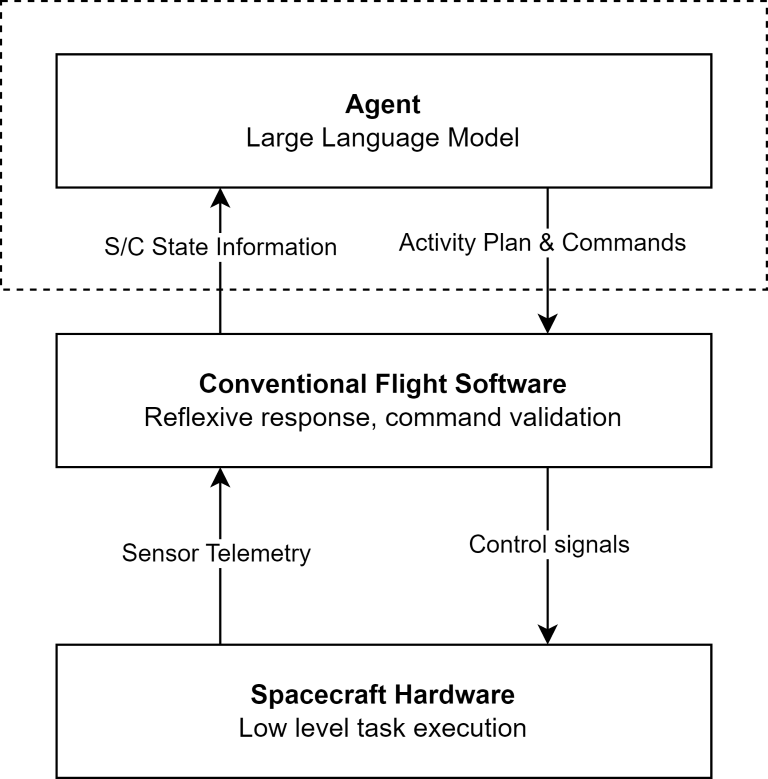 Agent
Large Language Model
S/C State Information
Activity Plan & Commands
Conventional Flight Software
Reflexive response, command validation
Sensor Telemetry
Control signals
Spacecraft Hardware
Low level task execution